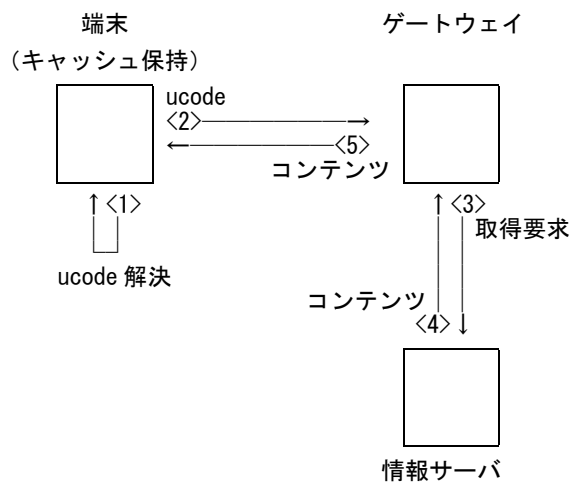 端末
ゲートウェイ
(キャッシュ保持)
ucode
<2>
<5>
コンテンツ
<1>
<3>
取得要求
ucode 解決
コンテンツ
<4>
情報サーバ